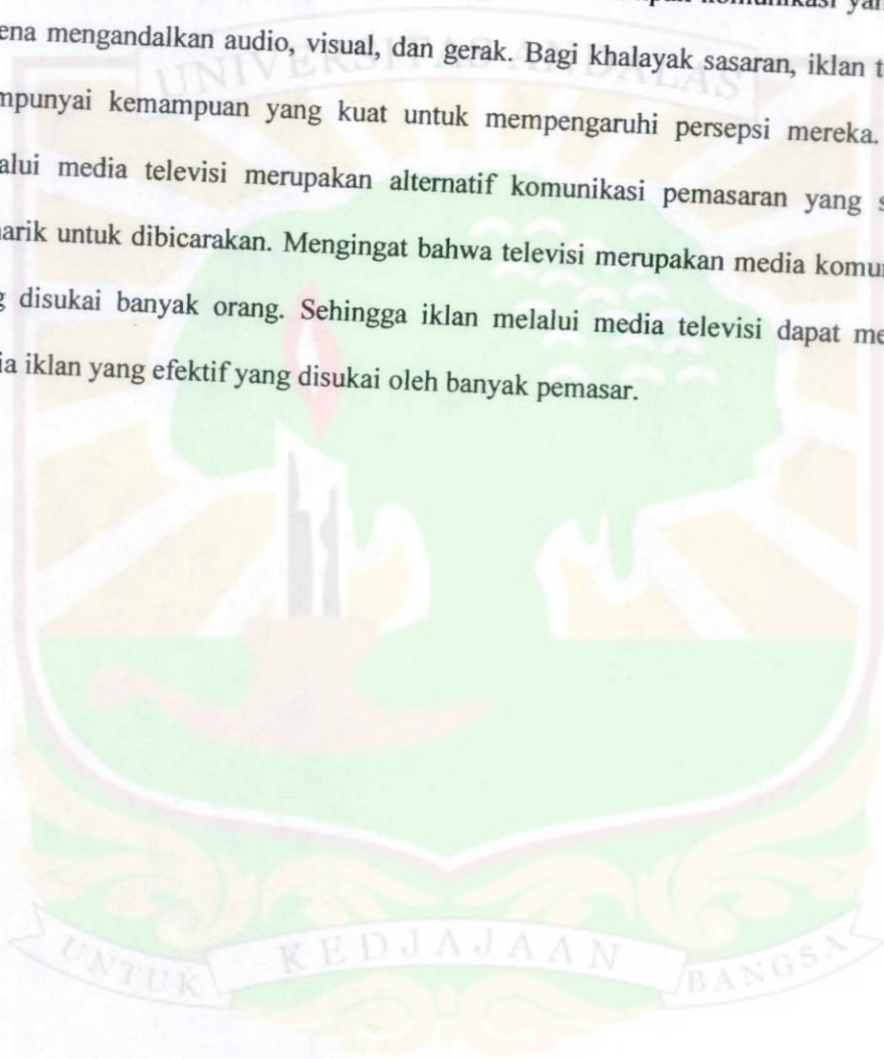 komunikasi yan
ena mengandalkan audio, visual, dan gerak. Bagi khalayak sasaran, iklan t
UNIVERSITAS ANDALAS
mpunyai kemampuan yang kuat untuk mempengaruhi persepsi mereka.
alui media televisi merupakan alternatif komunikasi pemasaran yang s
arik untuk dibicarakan. Mengingat bahwa televisi merupakan media komu
g disukai banyak orang. Sehingga iklan melalui media televisi dapat me
ia iklan yang efektif yang disukai oleh banyak pemasar.
UNTUK KEDJAJAAN BANGSA